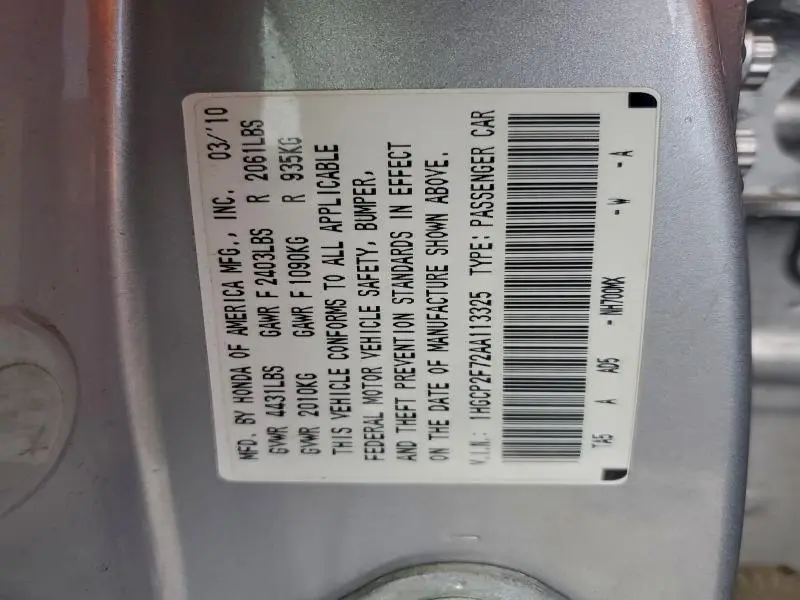 MFD. BY HONDA OF AMERICA MFG., INC. 03/'10
GVWR 4431LBS GAWR F 2403LBS R 2061LBS
GVWR 2010KG GAWR F 1090KG R 935KG
THIS VEHICLE CONFORMS TO ALL APPLICABLE
FEDERAL MOTOR VEHICLE SAFETY, BUMPER,
AND THEFT PREVENTION STANDARDS IN EFFECT
ON THE DATE OF MANUFACTURE SHOWN ABOVE.
V.I.N.: 1HGCP2F72AA113325 TYPE: PASSENGER CAR
TA5 A A05 - NH700MX - W - A